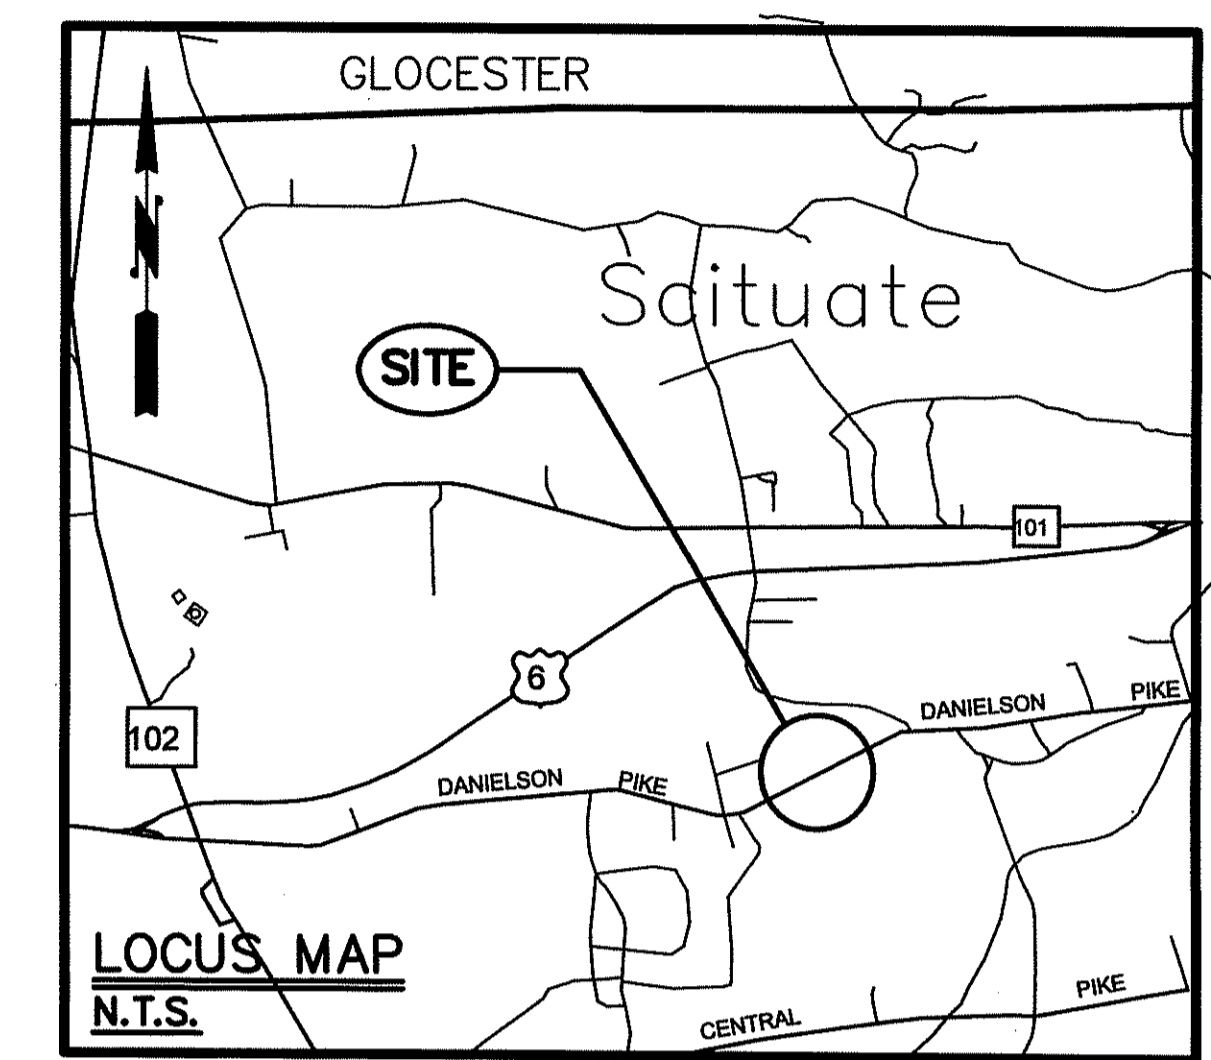 GLOCESTER
N
Scituate
SITE
101
6
DANIELSON PIKE
102
DANIELSON PIKE
LOCUS MAP
N.T.S.
CENTRAL PIKE